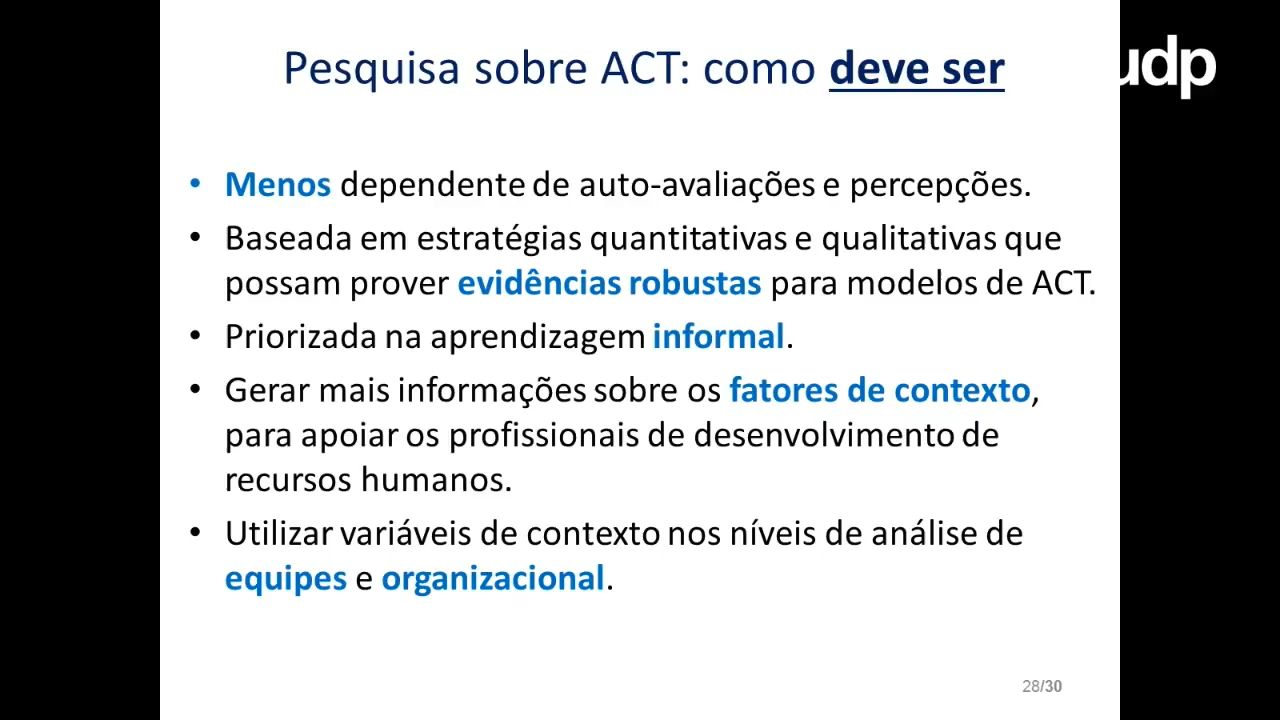 Pesquisa sobre ACT: como deve ser
udp
• Menos dependente de auto-avaliações e percepções.
• Baseada em estratégias quantitativas e qualitativas que
possam prover evidências robustas para modelos de ACT.
• Priorizada na aprendizagem informal.
• Gerar mais informações sobre os fatores de contexto,
para apoiar os profissionais de desenvolvimento de
recursos humanos.
• Utilizar variáveis de contexto nos níveis de análise de
equipes e organizacional.
28/30